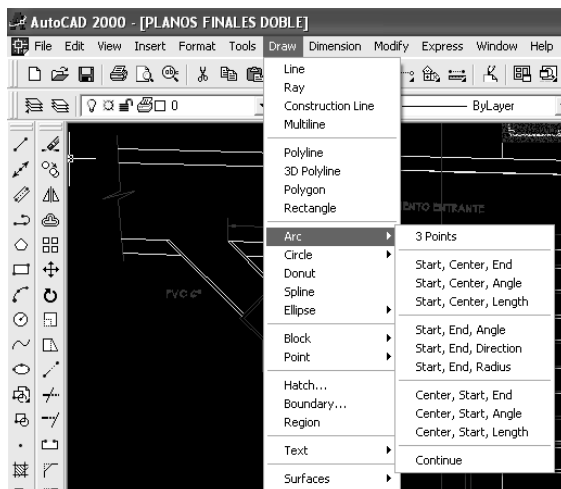 AutoCAD 2000 - [PLANOS FINALES DOBLE]
File Edit View Insert Format Tools Draw Dimension Modify Express Window Help
0
ByLayer
Line
Ray
Construction Line
Multiline
Polyline
3D Polyline
Polygon
Rectangle
Arc
Circle
Donut
Spline
Ellipse
Block
Point
Hatch...
Boundary...
Region
Text
Surfaces
3 Points
Start, Center, End
Start, Center, Angle
Start, Center, Length
Start, End, Angle
Start, End, Direction
Start, End, Radius
Center, Start, End
Center, Start, Angle
Center, Start, Length
Continue
ENTO ENTRANTE
PVC 6"